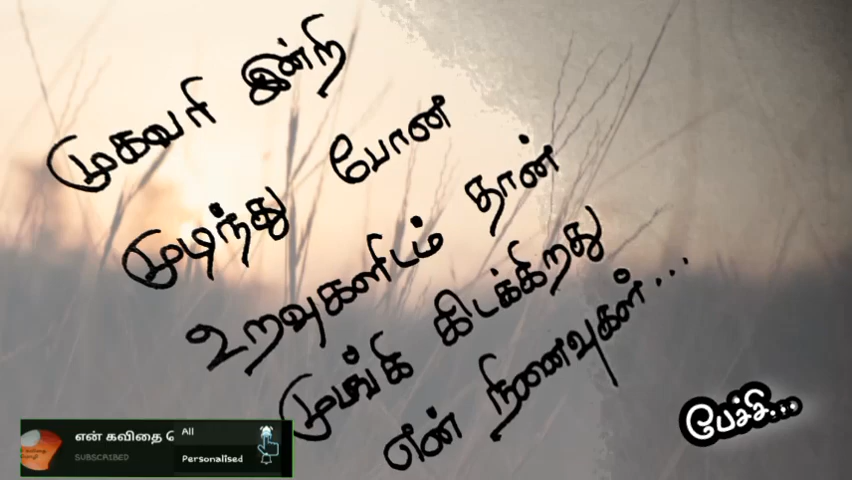 முகவரி இன்றி
முடிந்து போன
உறவுகளிடம் தான்
முடங்கி கிடக்கிறது
என் நினைவுகள்...
பேச்சி...
என் கவிதை
All
SUBSCRIBED
Personalised